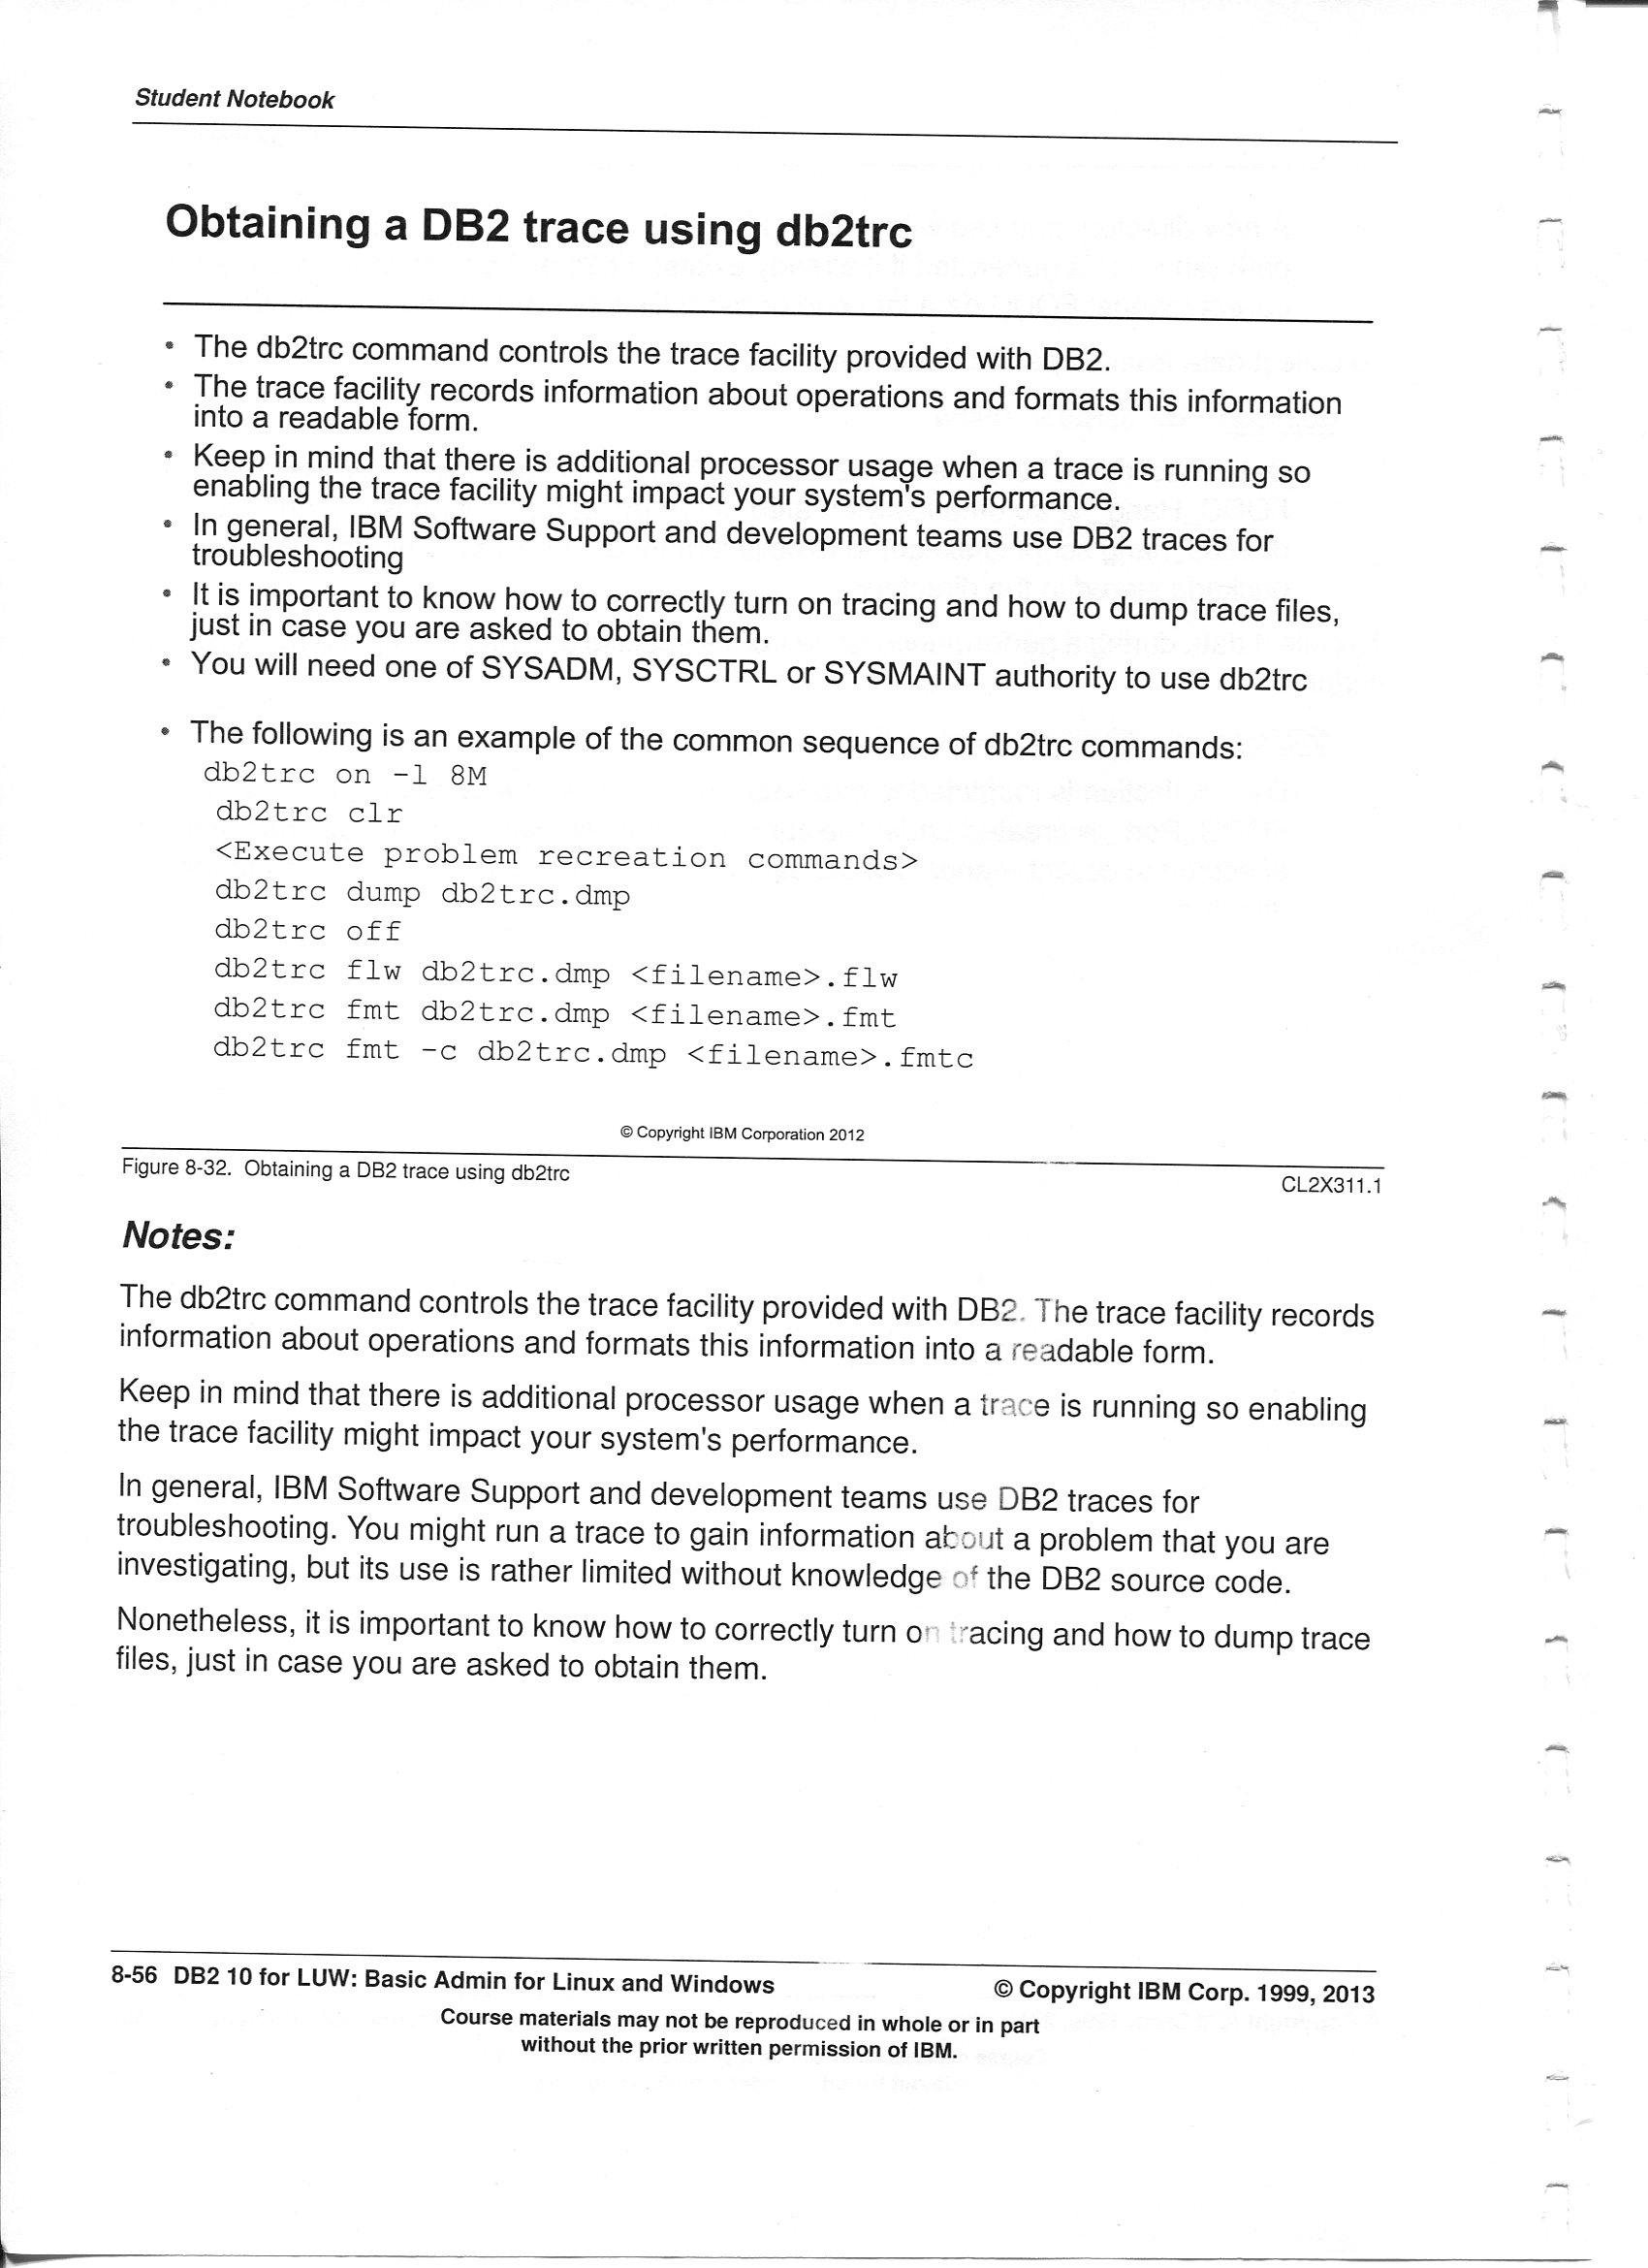 Student Notebook
Obtaining a DB2 trace using db2trc
• The db2trc command controls the trace facility provided with DB2.
• The trace facility records information about operations and formats this information
into a readable form.
• Keep in mind that there is additional processor usage when a trace is running so
enabling the trace facility might impact your system's performance.
• In general, IBM Software Support and development teams use DB2 traces for
troubleshooting
• It is important to know how to correctly turn on tracing and how to dump trace files,
just in case you are asked to obtain them.
• You will need one of SYSADM, SYSCTRL or SYSMAINT authority to use db2trc
• The following is an example of the common sequence of db2trc commands:
db2trc on -l 8M
db2trc clr
<Execute problem recreation commands>
db2trc dump db2trc.dmp
db2trc off
db2trc flw db2trc.dmp <filename>.flw
db2trc fmt db2trc.dmp <filename>.fmt
db2trc fmt -c db2trc.dmp <filename>.fmtc
© Copyright IBM Corporation 2012
Figure 8-32. Obtaining a DB2 trace using db2trc
CL2X311.1
Notes:
The db2trc command controls the trace facility provided with DB2. The trace facility records
information about operations and formats this information into a readable form.
Keep in mind that there is additional processor usage when a trace is running so enabling
the trace facility might impact your system's performance.
In general, IBM Software Support and development teams use DB2 traces for
troubleshooting. You might run a trace to gain information about a problem that you are
investigating, but its use is rather limited without knowledge of the DB2 source code.
Nonetheless, it is important to know how to correctly turn on tracing and how to dump trace
files, just in case you are asked to obtain them.
8-56 DB2 10 for LUW: Basic Admin for Linux and Windows
© Copyright IBM Corp. 1999, 2013
Course materials may not be reproduced in whole or in part
without the prior written permission of IBM.